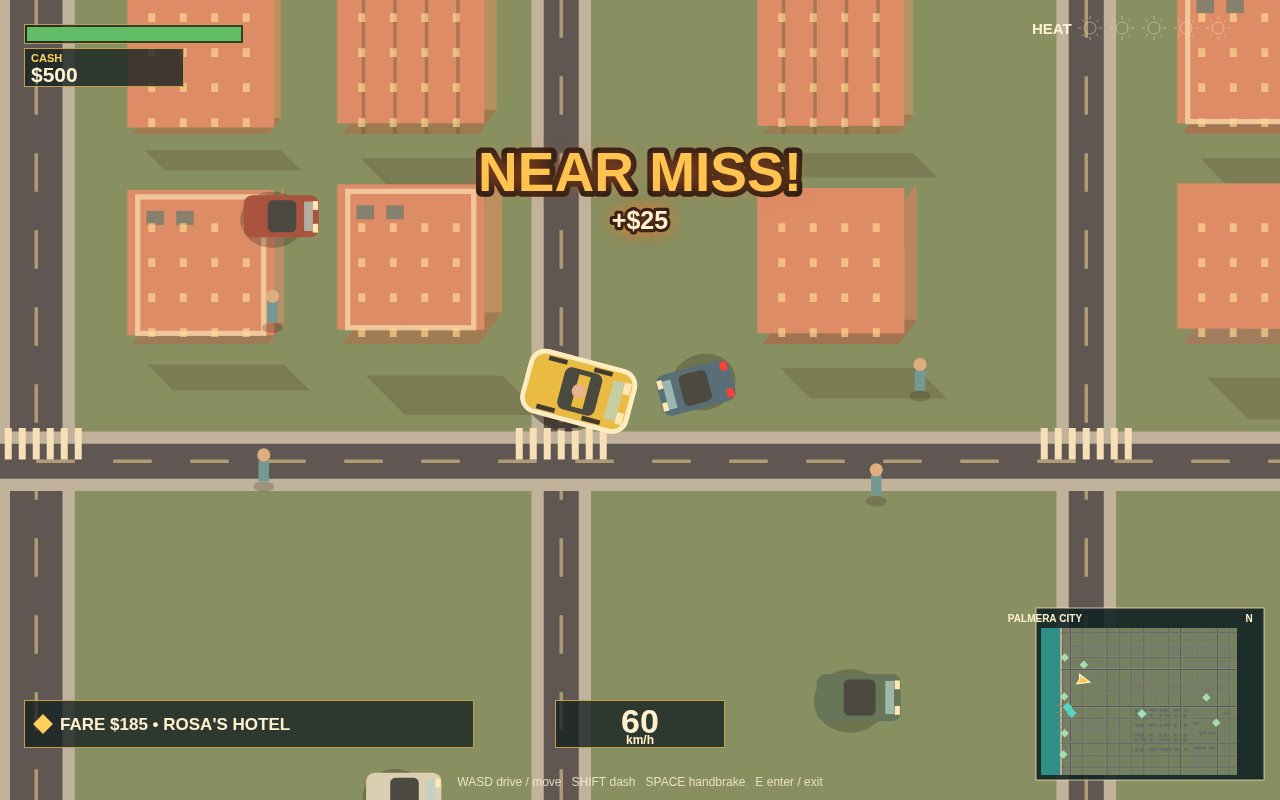 HEAT
CASH
$500
NEAR MISS!
+$25
PALMERA CITY
N
FARE $185 • ROSA'S HOTEL
60
km/h
WASD drive / move SHIFT dash SPACE handbrake E enter / exit